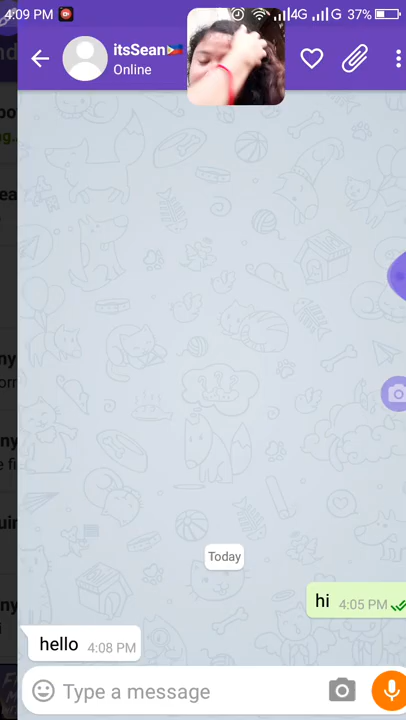 4:09 PM 4G G 37%
itsSean
Online
Today
hi 4:05 PM
hello 4:08 PM
Type a message